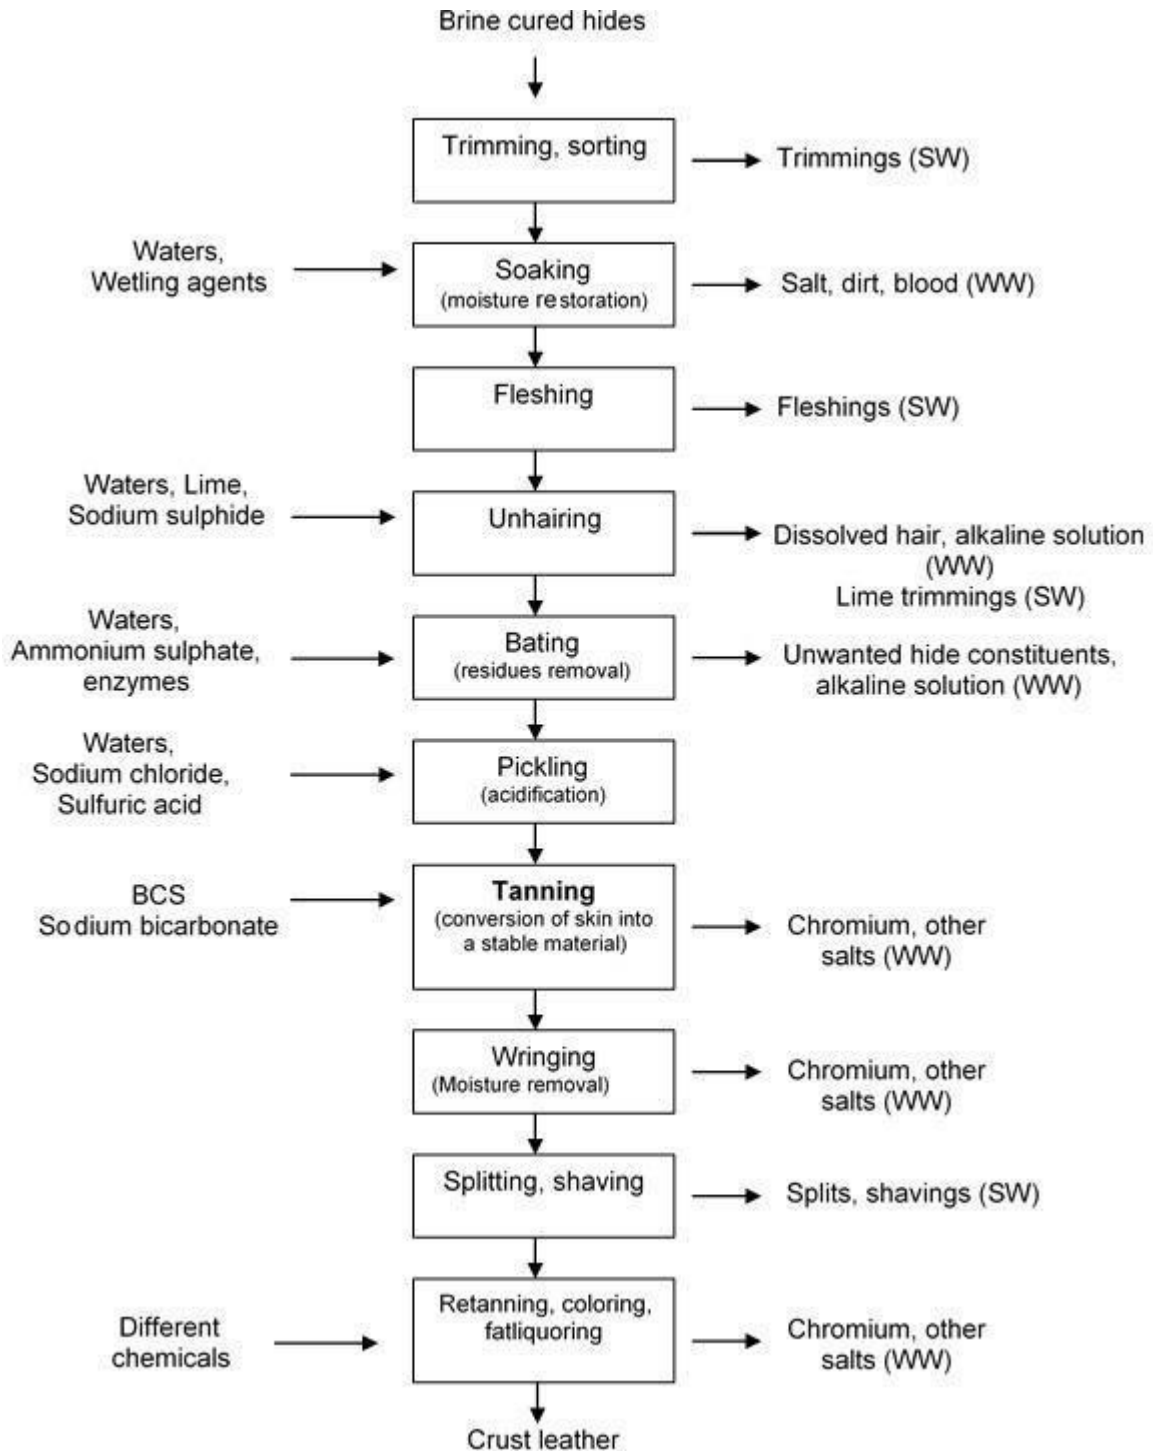 Brine cured hides
Trimming, sorting
Trimmings (SW)
Waters,
Wetling agents
Soaking
(moisture restoration)
Salt, dirt, blood (WW)
Fleshing
Fleshings (SW)
Waters, Lime,
Sodium sulphide
Unhairing
Dissolved hair, alkaline solution
(WW)
Lime trimmings (SW)
Waters,
Ammonium sulphate,
enzymes
Bating
(residues removal)
Unwanted hide constituents,
alkaline solution (WW)
Waters,
Sodium chloride,
Sulfuric acid
Pickling
(acidification)
BCS
Sodium bicarbonate
Tanning
(conversion of skin into
a stable material)
Chromium, other
salts (WW)
Wringing
(Moisture removal)
Chromium, other
salts (WW)
Splitting, shaving
Splits, shavings (SW)
Different
chemicals
Retanning, coloring,
fatliquoring
Chromium, other
salts (WW)
Crust leather